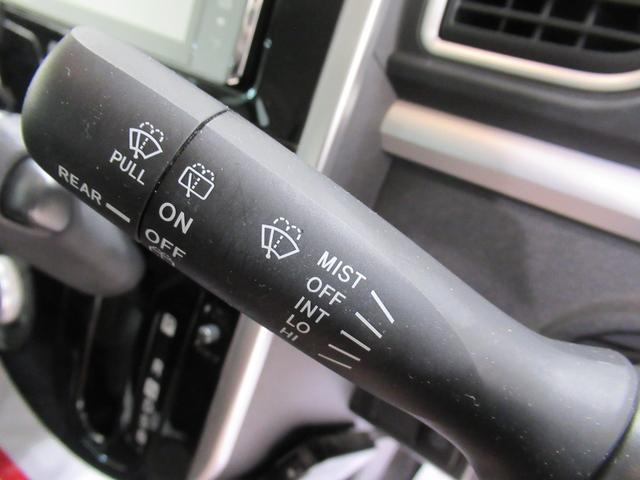 PULL
REAR
ON
OFF
MIST
OFF
INT
LO
HI